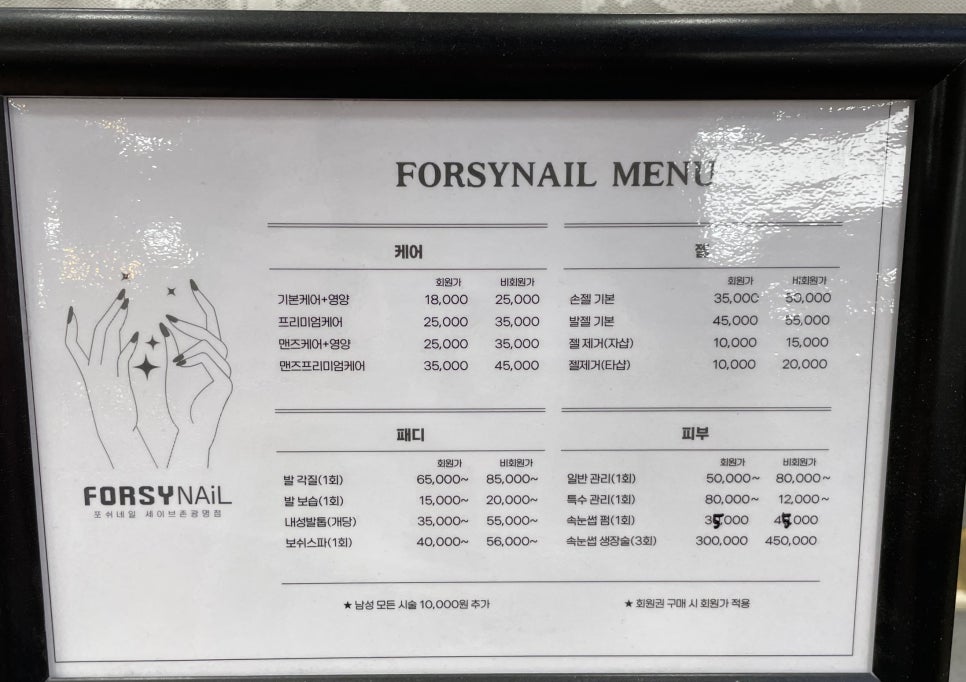 FORSYNAIL MENU
케어
회원가 비회원가
기본케어+영양 18,000 25,000
프리미엄케어 25,000 35,000
맨즈케어+영양 25,000 35,000
맨즈프리미엄케어 35,000 45,000
젤
회원가 비회원가
손젤 기본 35,000 50,000
발젤 기본 45,000 55,000
젤 제거(자샵) 10,000 15,000
젤제거(타샵) 10,000 20,000
패디
회원가 비회원가
발 각질(1회) 65,000~ 85,000~
발 보습(1회) 15,000~ 20,000~
내성발톱(개당) 35,000~ 55,000~
보쉬스파(1회) 40,000~ 56,000~
피부
회원가 비회원가
일반 관리(1회) 50,000~ 80,000~
특수 관리(1회) 80,000~ 12,000~
속눈썹 펌(1회) 35,000 45,000
속눈썹 생장술(3회) 300,000 450,000
★ 남성 모든 시술 10,000원 추가
★ 회원권 구매 시 회원가 적용
FORSYNAiL
포쉬네일 세이브존광명점